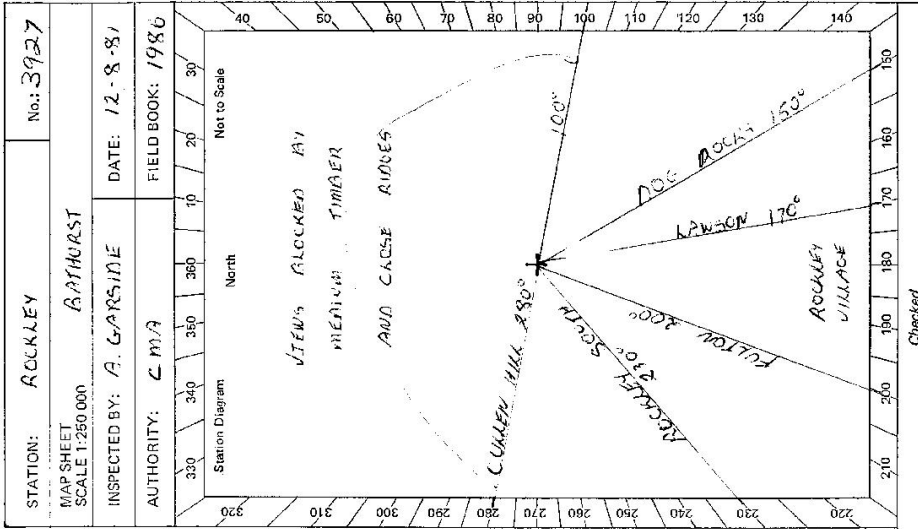 STATION: ROCKLEY No.: 3927
MAP SHEET BATHURST
SCALE 1:250 000
INSPECTED BY: A. GARSIDE DATE: 12-8-81
AUTHORITY: CMA FIELD BOOK: 1986
330 340 350 360 10 20 30
Station Diagram North Not to Scale
320 310 300 290 280 270 260 250 240 230 220
40 50 60 70 80 90 100 110 120 130 140
VIEWS BLOCKED BY
MEDIUM TIMBER
AND CLOSE RIDGES
CULLEN HILL 280°
100°
ROCKLEY SOUTH
230°
FULTON 200°
LAWSON 170°
DOG ROCKS 150°
ROCKLEY
VILLAGE
210 200 190 180 170 160 150
Checked